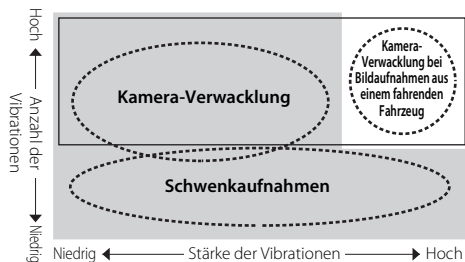 Hoch
Anzahl der
Vibrationen
Niedrig
Kamera-Verwacklung
Kamera-
Verwacklung bei
Bildaufnahmen aus
einem fahrenden
Fahrzeug
Schwenkaufnahmen
Niedrig
Stärke der Vibrationen
Hoch